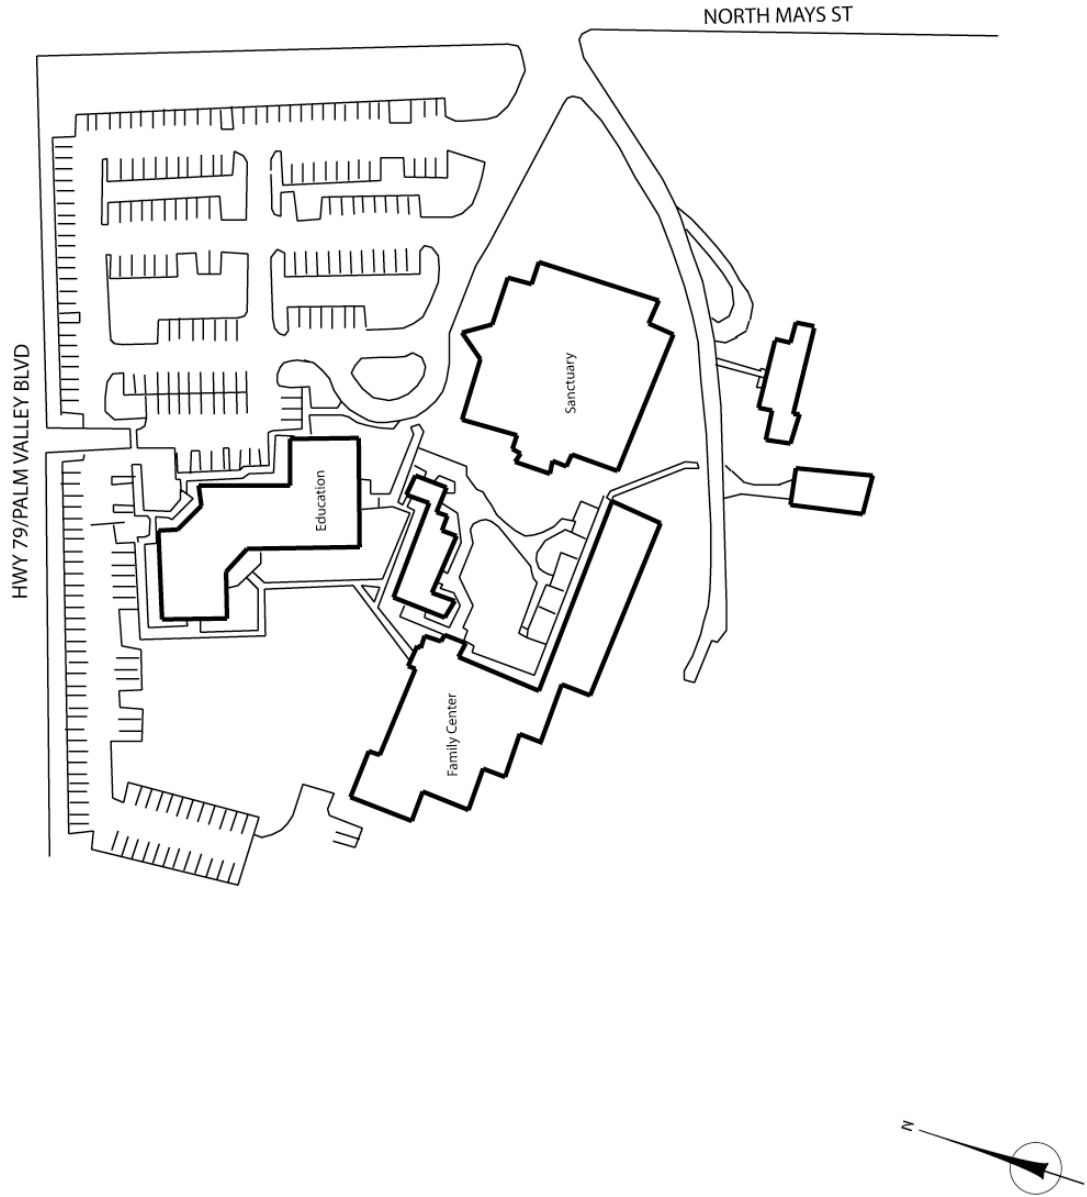 NORTH MAYS ST
HWY 79/PALM VALLEY BLVD
Sanctuary
Education
Family Center
N